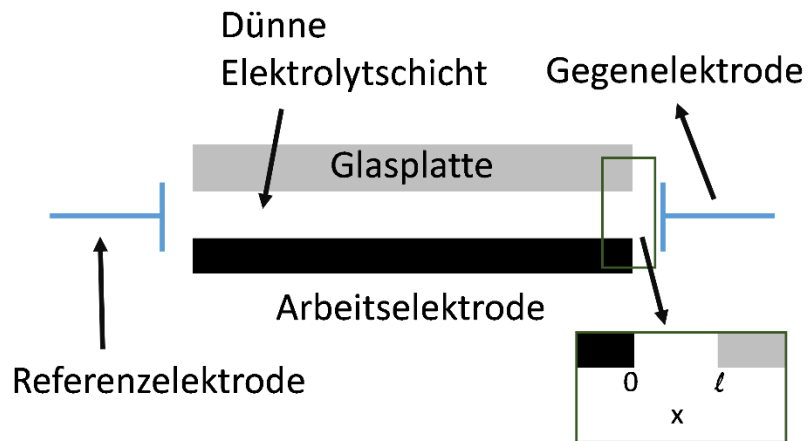 Dünne
Elektrolytschicht
Gegenelektrode
Glasplatte
Arbeitselektrode
Referenzelektrode
0 ℓ
x